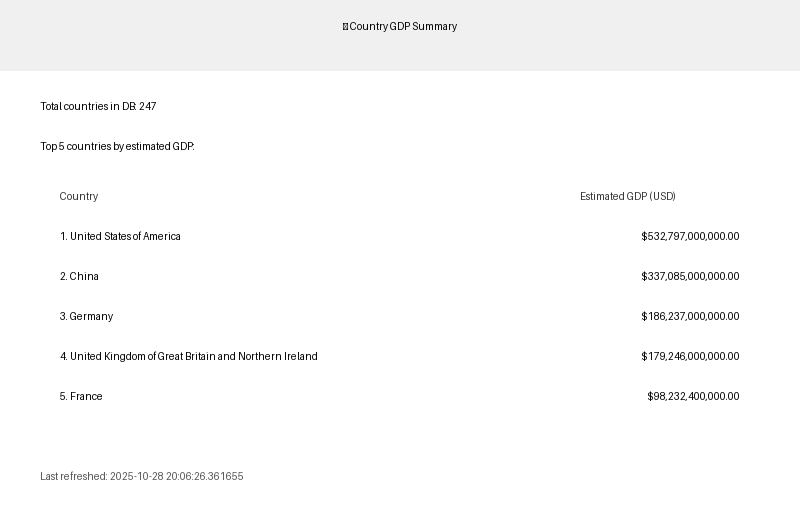 Country GDP Summary
Total countries in DB: 247
Top 5 countries by estimated GDP:
Country Estimated GDP (USD)
1. United States of America $532,797,000,000.00
2. China $337,085,000,000.00
3. Germany $186,237,000,000.00
4. United Kingdom of Great Britain and Northern Ireland $179,246,000,000.00
5. France $98,232,400,000.00
Last refreshed: 2025-10-28 20:06:26.361655